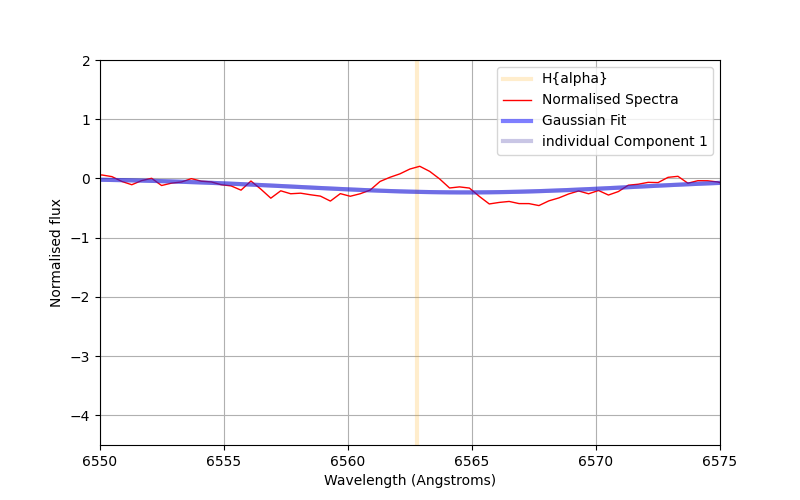 2
1
0
−1
−2
−3
−4
Normalised flux
H{alpha}
Normalised Spectra
Gaussian Fit
individual Component 1
6550 6555 6560 6565 6570 6575
Wavelength (Angstroms)